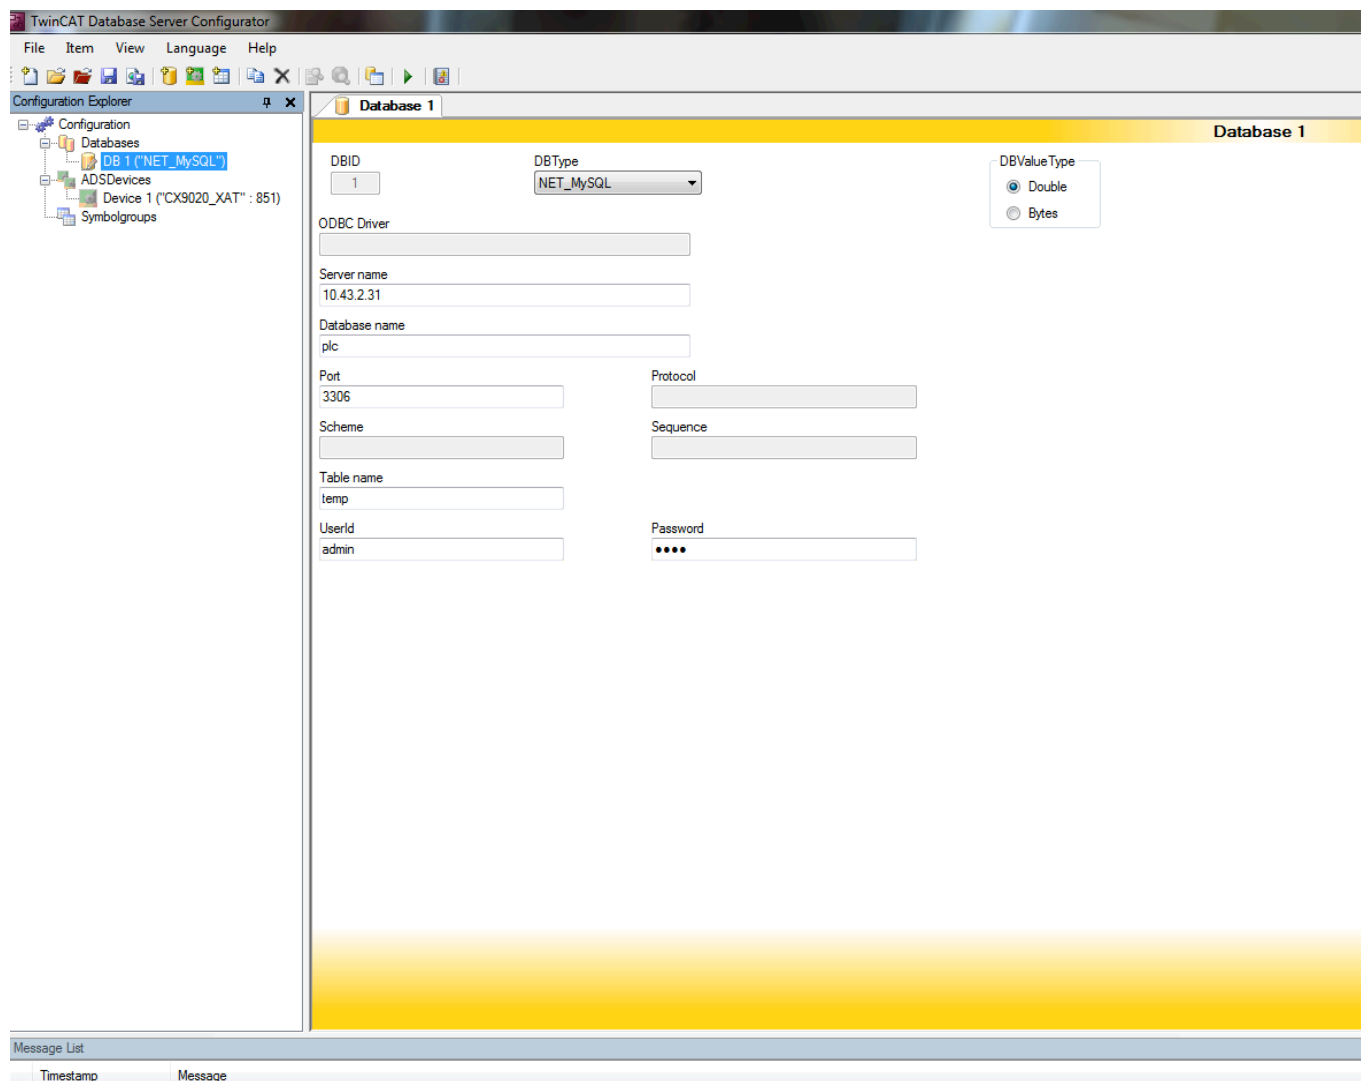 TwinCAT Database Server Configurator
File Item View Language Help
Configuration Explorer
Database 1
Configuration
Databases
DB 1 ("NET_MySQL")
ADSDevices
Device 1 ("CX9020_XAT" : 851)
Symbolgroups
Database 1
DBID DBType DBValueType
1 NET_MySQL Double
Bytes
ODBC Driver
Server name
10.43.2.31
Database name
plc
Port Protocol
3306
Scheme Sequence
Table name
temp
UserId Password
admin ••••
Message List
Timestamp Message